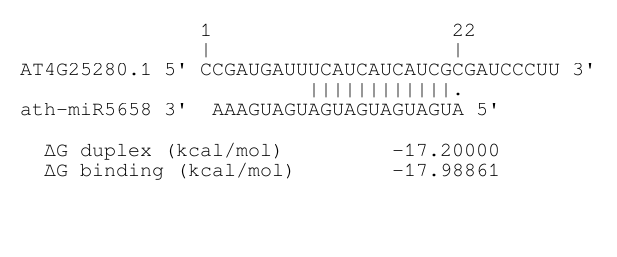 1 22
| |
AT4G25280.1 5' CCGAUGAUUUCAUCAUCAUCGCGAUCCCUU 3'
||||||||||||.
ath-miR5658 3' AAAGUAGUAGUAGUAGUAGUA 5'
ΔG duplex (kcal/mol) -17.20000
ΔG binding (kcal/mol) -17.98861